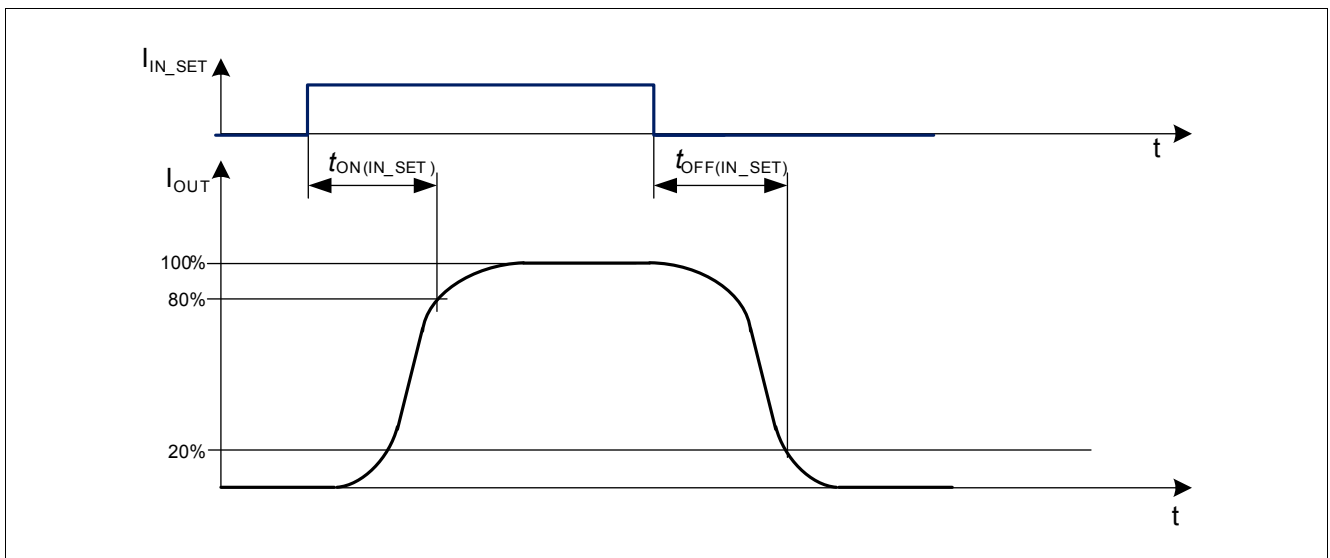 I_IN_SET
t
t_ON(IN_SET)
t_OFF(IN_SET)
I_OUT
100%
80%
20%
t